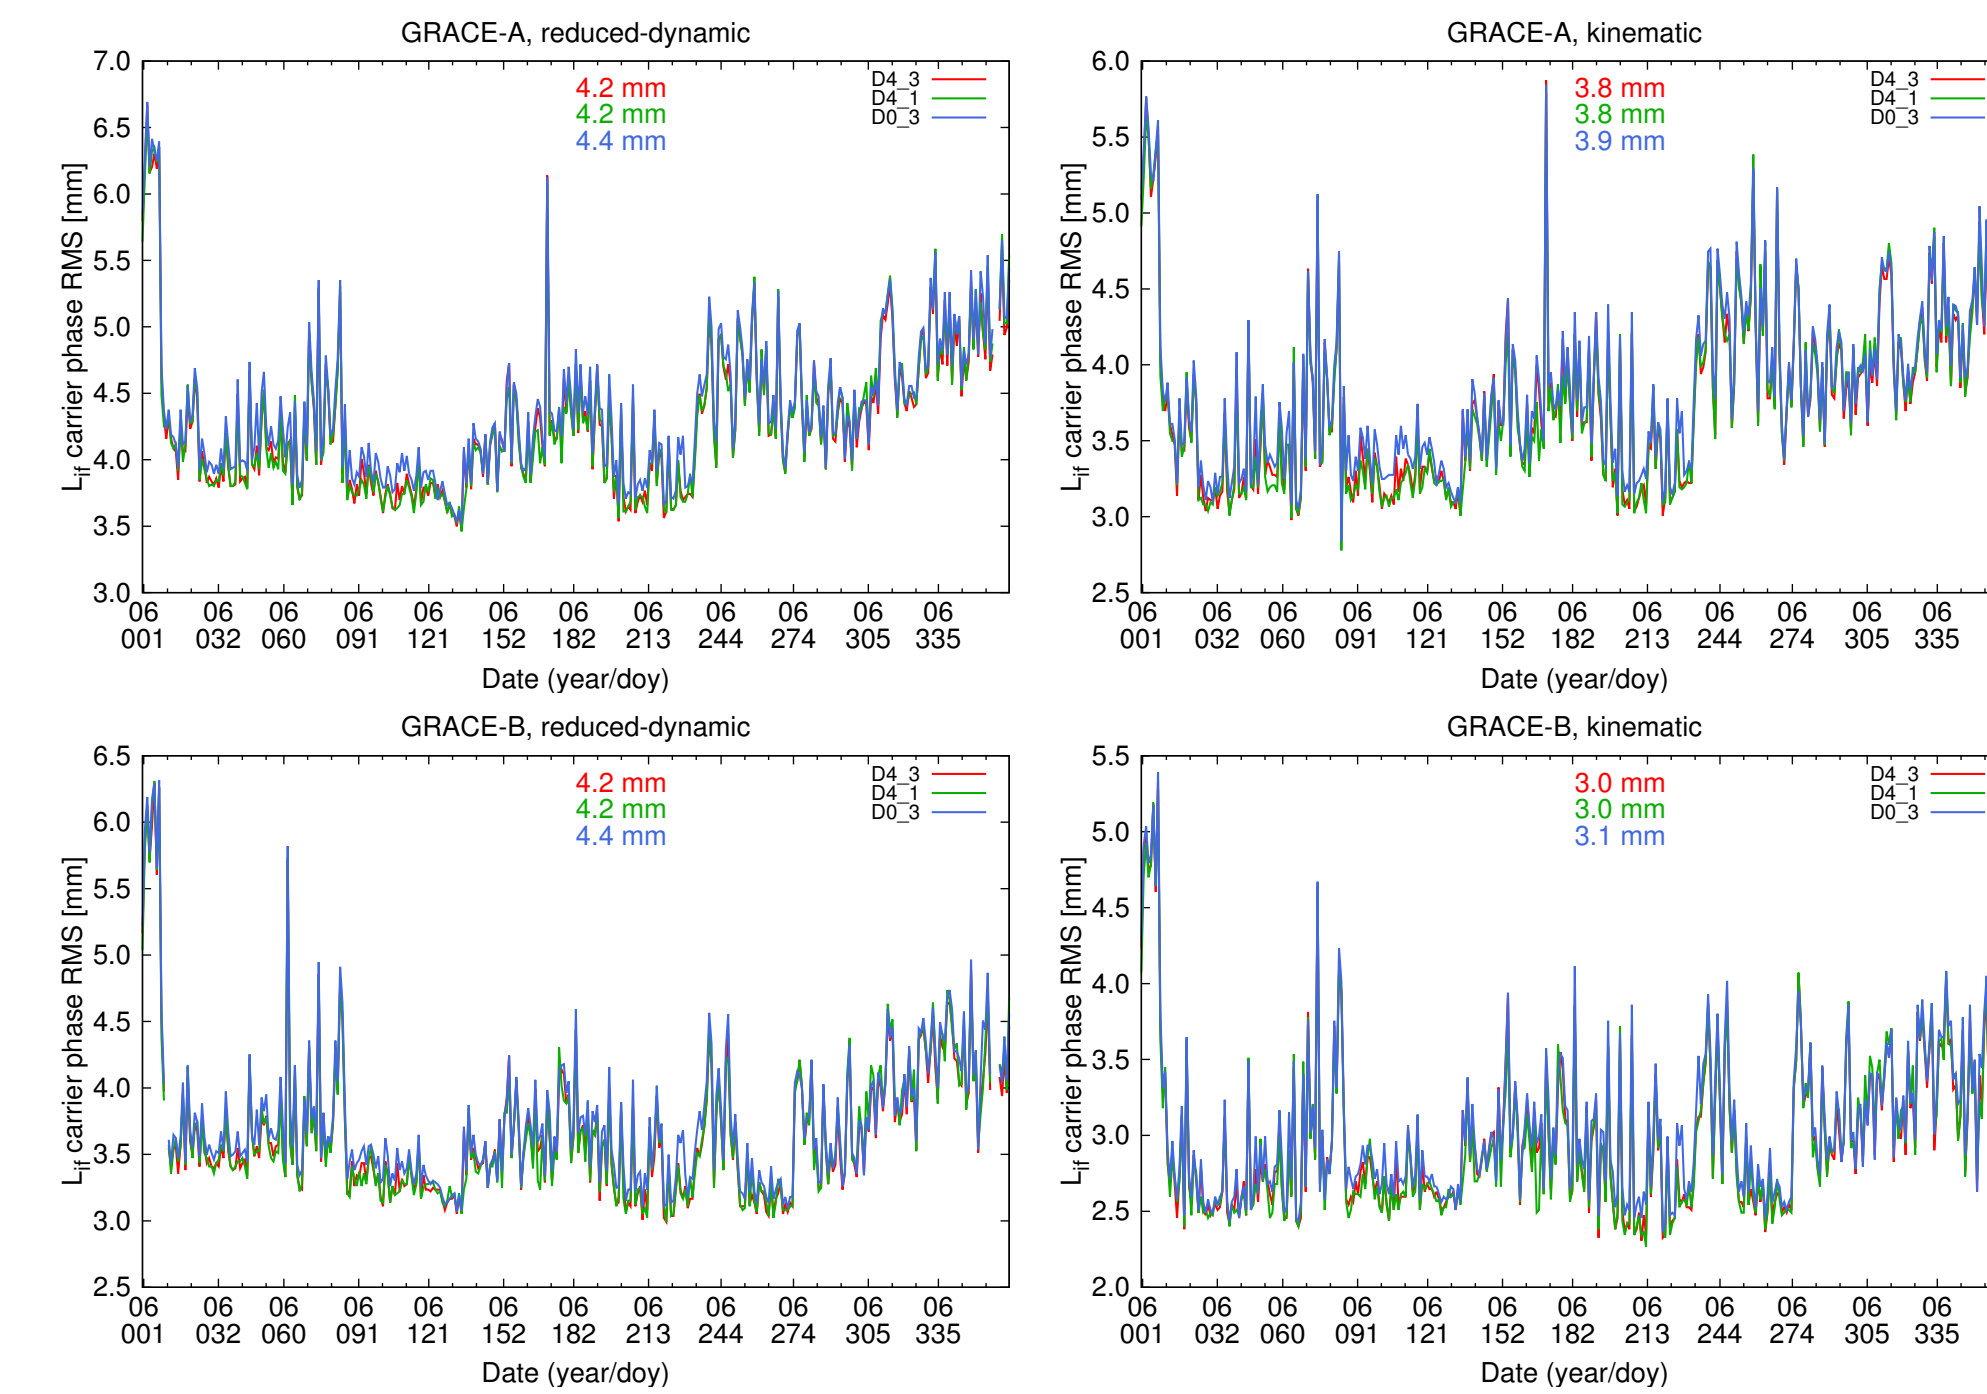 GRACE-A, reduced-dynamic
7.0
6.5
6.0
5.5
5.0
4.5
4.0
3.5
3.0
Lif carrier phase RMS [mm]
4.2 mm
4.2 mm
4.4 mm
D4_3
D4_1
D0_3
06 06 06 06 06 06 06 06 06 06 06 06
001 032 060 091 121 152 182 213 244 274 305 335
Date (year/doy)
GRACE-A, kinematic
6.0
5.5
5.0
4.5
4.0
3.5
3.0
2.5
Lif carrier phase RMS [mm]
3.8 mm
3.8 mm
3.9 mm
D4_3
D4_1
D0_3
06 06 06 06 06 06 06 06 06 06 06 06
001 032 060 091 121 152 182 213 244 274 305 335
Date (year/doy)
GRACE-B, reduced-dynamic
6.5
6.0
5.5
5.0
4.5
4.0
3.5
3.0
2.5
Lif carrier phase RMS [mm]
4.2 mm
4.2 mm
4.4 mm
D4_3
D4_1
D0_3
06 06 06 06 06 06 06 06 06 06 06 06
001 032 060 091 121 152 182 213 244 274 305 335
Date (year/doy)
GRACE-B, kinematic
5.5
5.0
4.5
4.0
3.5
3.0
2.5
2.0
Lif carrier phase RMS [mm]
3.0 mm
3.0 mm
3.1 mm
D4_3
D4_1
D0_3
06 06 06 06 06 06 06 06 06 06 06 06
001 032 060 091 121 152 182 213 244 274 305 335
Date (year/doy)